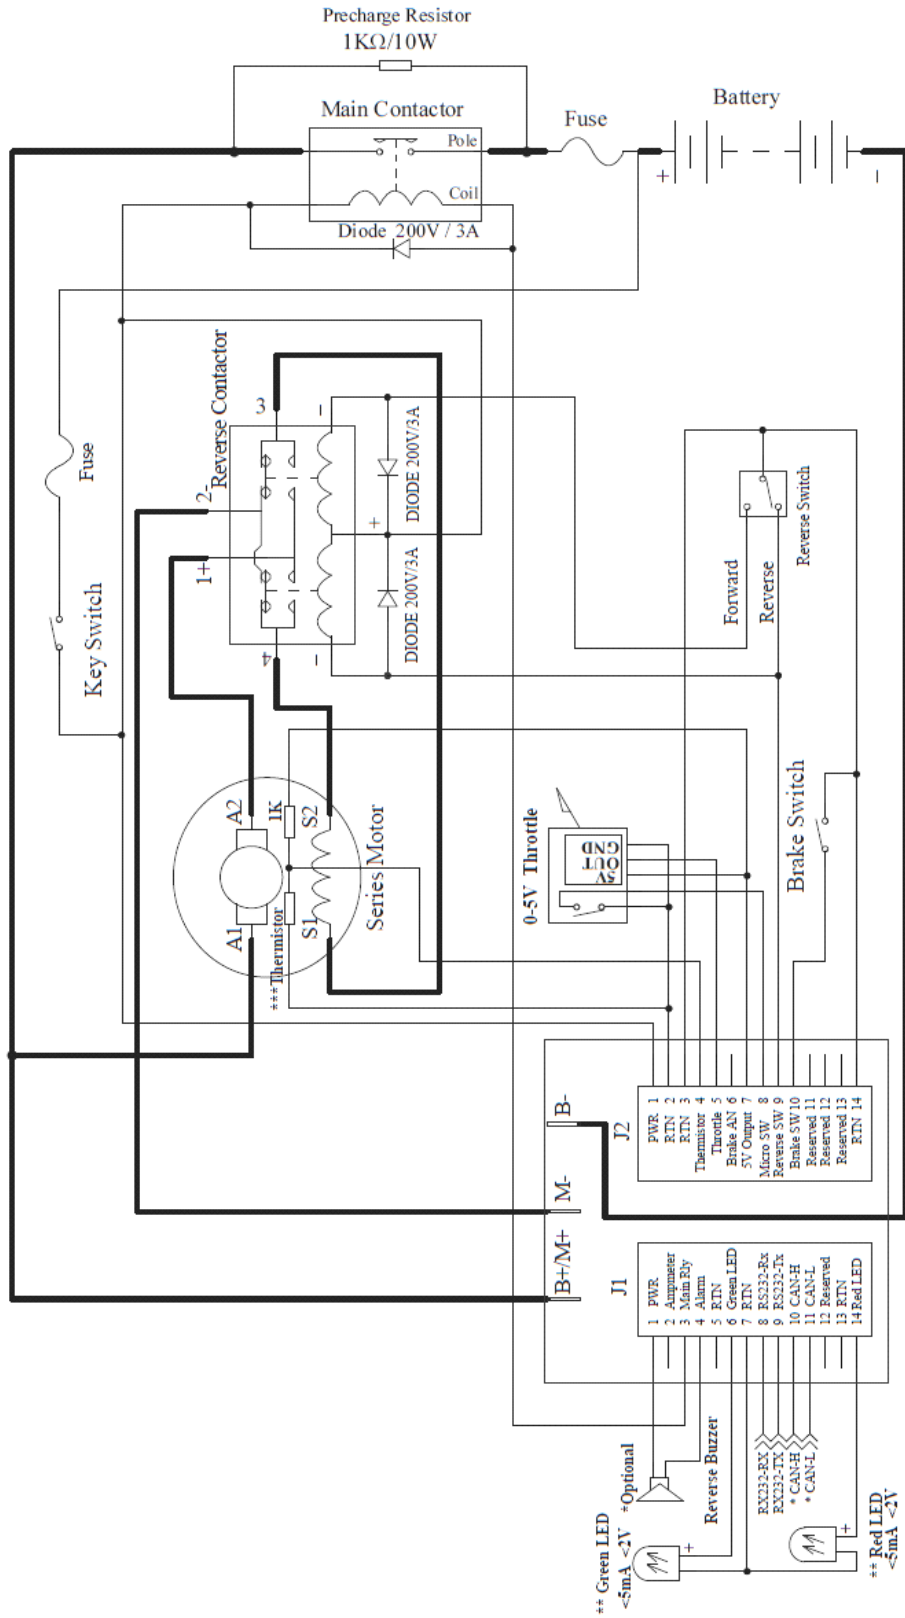 Precharge Resistor
1KΩ/10W
Main Contactor
Pole
Coil
Diode 200V / 3A
Fuse
Battery
+
−
Fuse
Key Switch
Reverse Contactor
3
2-
1+
4
−
+
−
DIODE 200V/3A
DIODE 200V/3A
Forward
Reverse
Reverse Switch
A2
A1
1K
***Thermistor
S2
S1
Series Motor
0-5V Throttle
GND
OUT
5V
Brake Switch
B-
M-
B+/M+
J2
PWR 1
RTN 2
RTN 3
Thermistor 4
Throttle 5
Brake AN 6
5V Output 7
Micro SW 8
Reverse SW 9
Brake SW 10
Reserved 11
Reserved 12
Reserved 13
RTN 14
J1
1 PWR
2 Ampmeter
3 Main Rly
4 Alarm
5 RTN
6 Green LED
7 RTN
8 RS232-Rx
9 RS232-Tx
10 CAN-H
11 CAN-L
12 Reserved
13 RTN
14 Red LED
*Optional
Reverse Buzzer
RX232-RX
RX232-TX
* CAN-H
* CAN-L
** Green LED
<5mA <2V
+
** Red LED
<5mA <2V
+